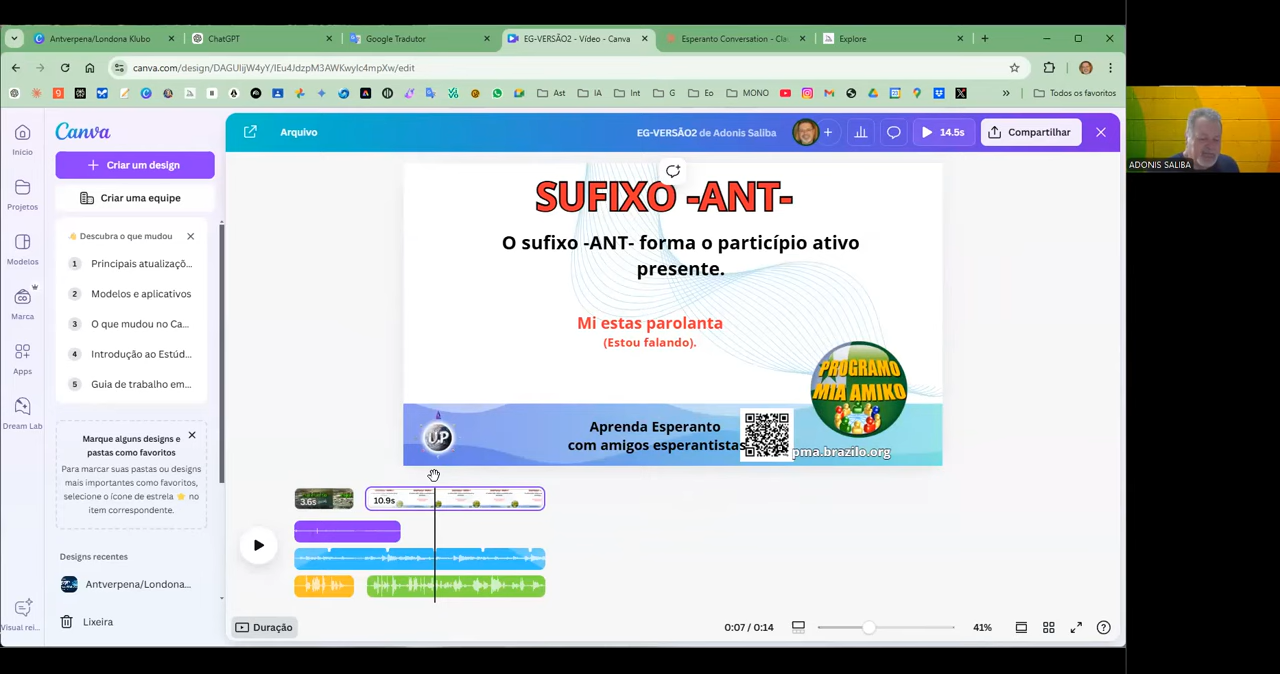 Antverpen/Londona Klubo
ChatGPT
Google Tradutor
EG-VERSÃO2 - Vídeo - Canva
Esperanto Conversation - Cla
Explore
canva.com/design/DAGUIijW4yY/IEu4JdzpM3AWKwyIc4mpXw/edit
Ast
IA
Int
G
Eo
MONO
Todos os favoritos
Canva
Arquivo
EG-VERSÃO2 de Adonis Saliba
14.5s
Compartilhar
ADONIS SALIBA
Início
Projetos
Modelos
Marca
Apps
Dream Lab
Visual rei...
Criar um design
Criar uma equipe
Descubra o que mudou
1 Principais atualizaçõ...
2 Modelos e aplicativos
3 O que mudou no Ca...
4 Introdução ao Estúd...
5 Guia de trabalho em...
Marque alguns designs e
pastas como favoritos
Para marcar suas pastas ou designs
mais importantes como favoritos,
selecione o ícone de estrela no
item correspondente.
Designs recentes
Antverpena/Londona...
Lixeira
SUFIXO -ANT-
O sufixo -ANT- forma o particípio ativo
presente.
Mi estas parolanta
(Estou falando).
PROGRAMO
MIA AMIKO
UP
Aprenda Esperanto
com amigos esperantistas
pma.brazilo.org
3.6s
10.9s
Duração
0:07 / 0:14
41%